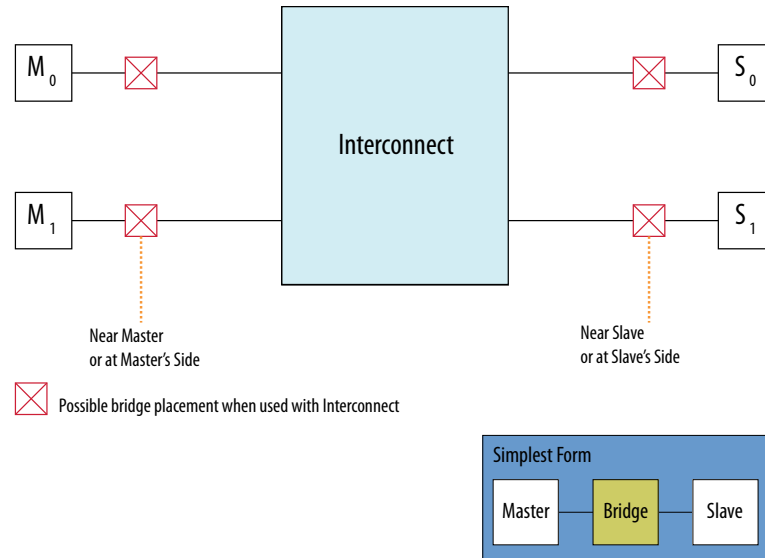 M0
S0
Interconnect
M1
S1
Near Master
or at Master's Side
Near Slave
or at Slave's Side
Possible bridge placement when used with Interconnect
Simplest Form
Master
Bridge
Slave